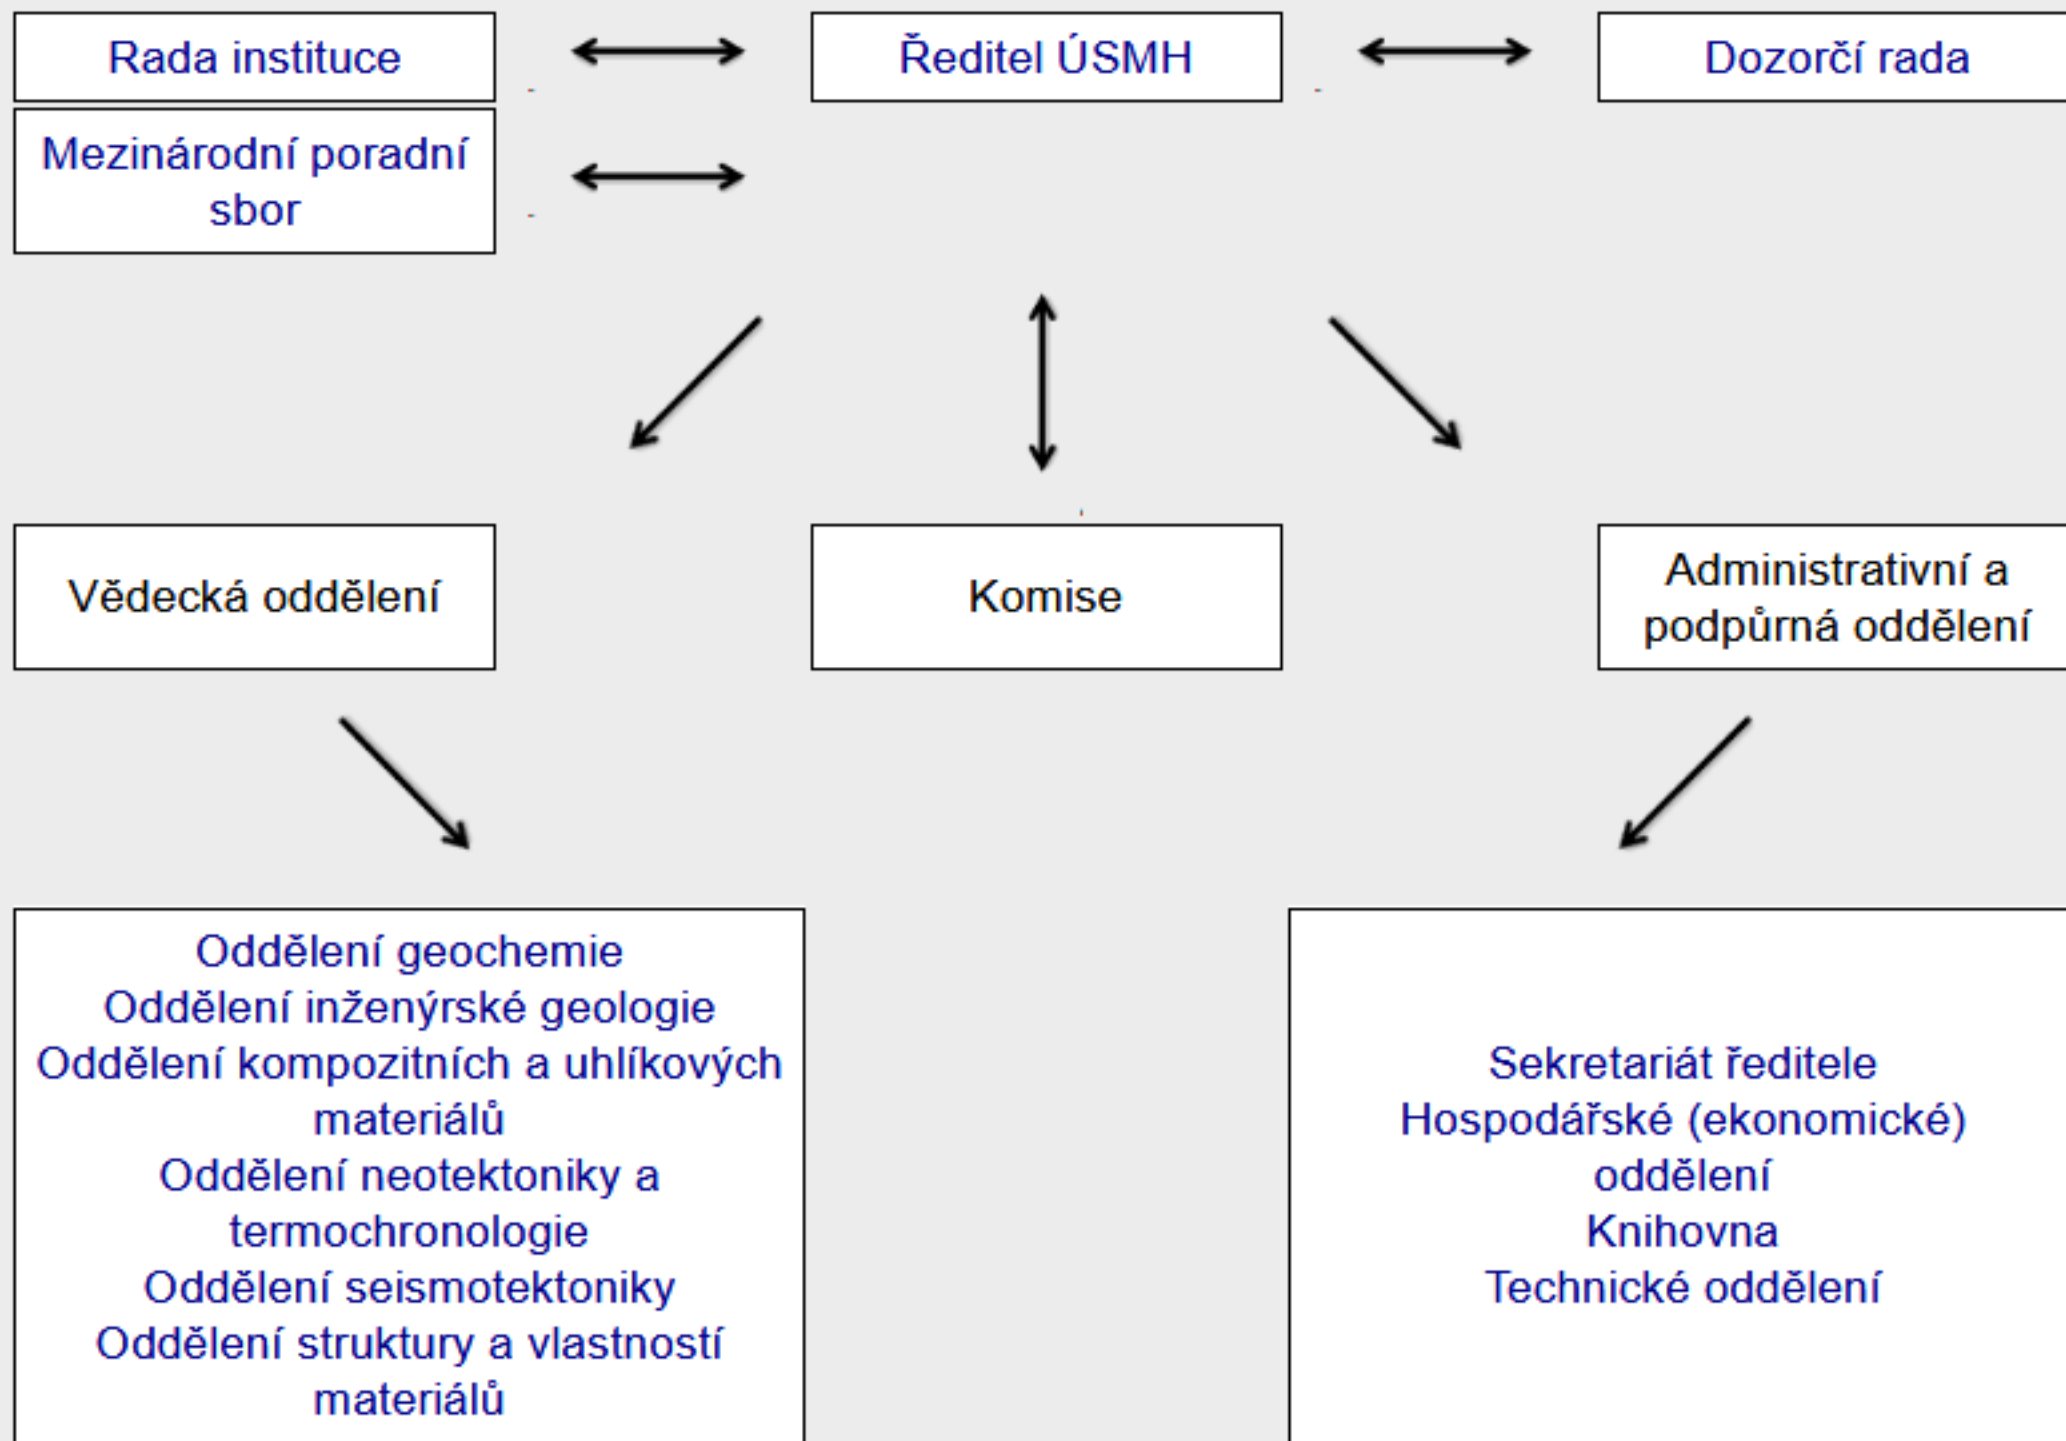 Rada instituce
Ředitel ÚSMH
Dozorčí rada
Mezinárodní poradní
sbor
Vědecká oddělení
Komise
Administrativní a
podpůrná oddělení
Oddělení geochemie
Oddělení inženýrské geologie
Oddělení kompozitních a uhlíkových
materiálů
Oddělení neotektoniky a
termochronologie
Oddělení seismotektoniky
Oddělení struktury a vlastností
materiálů
Sekretariát ředitele
Hospodářské (ekonomické)
oddělení
Knihovna
Technické oddělení